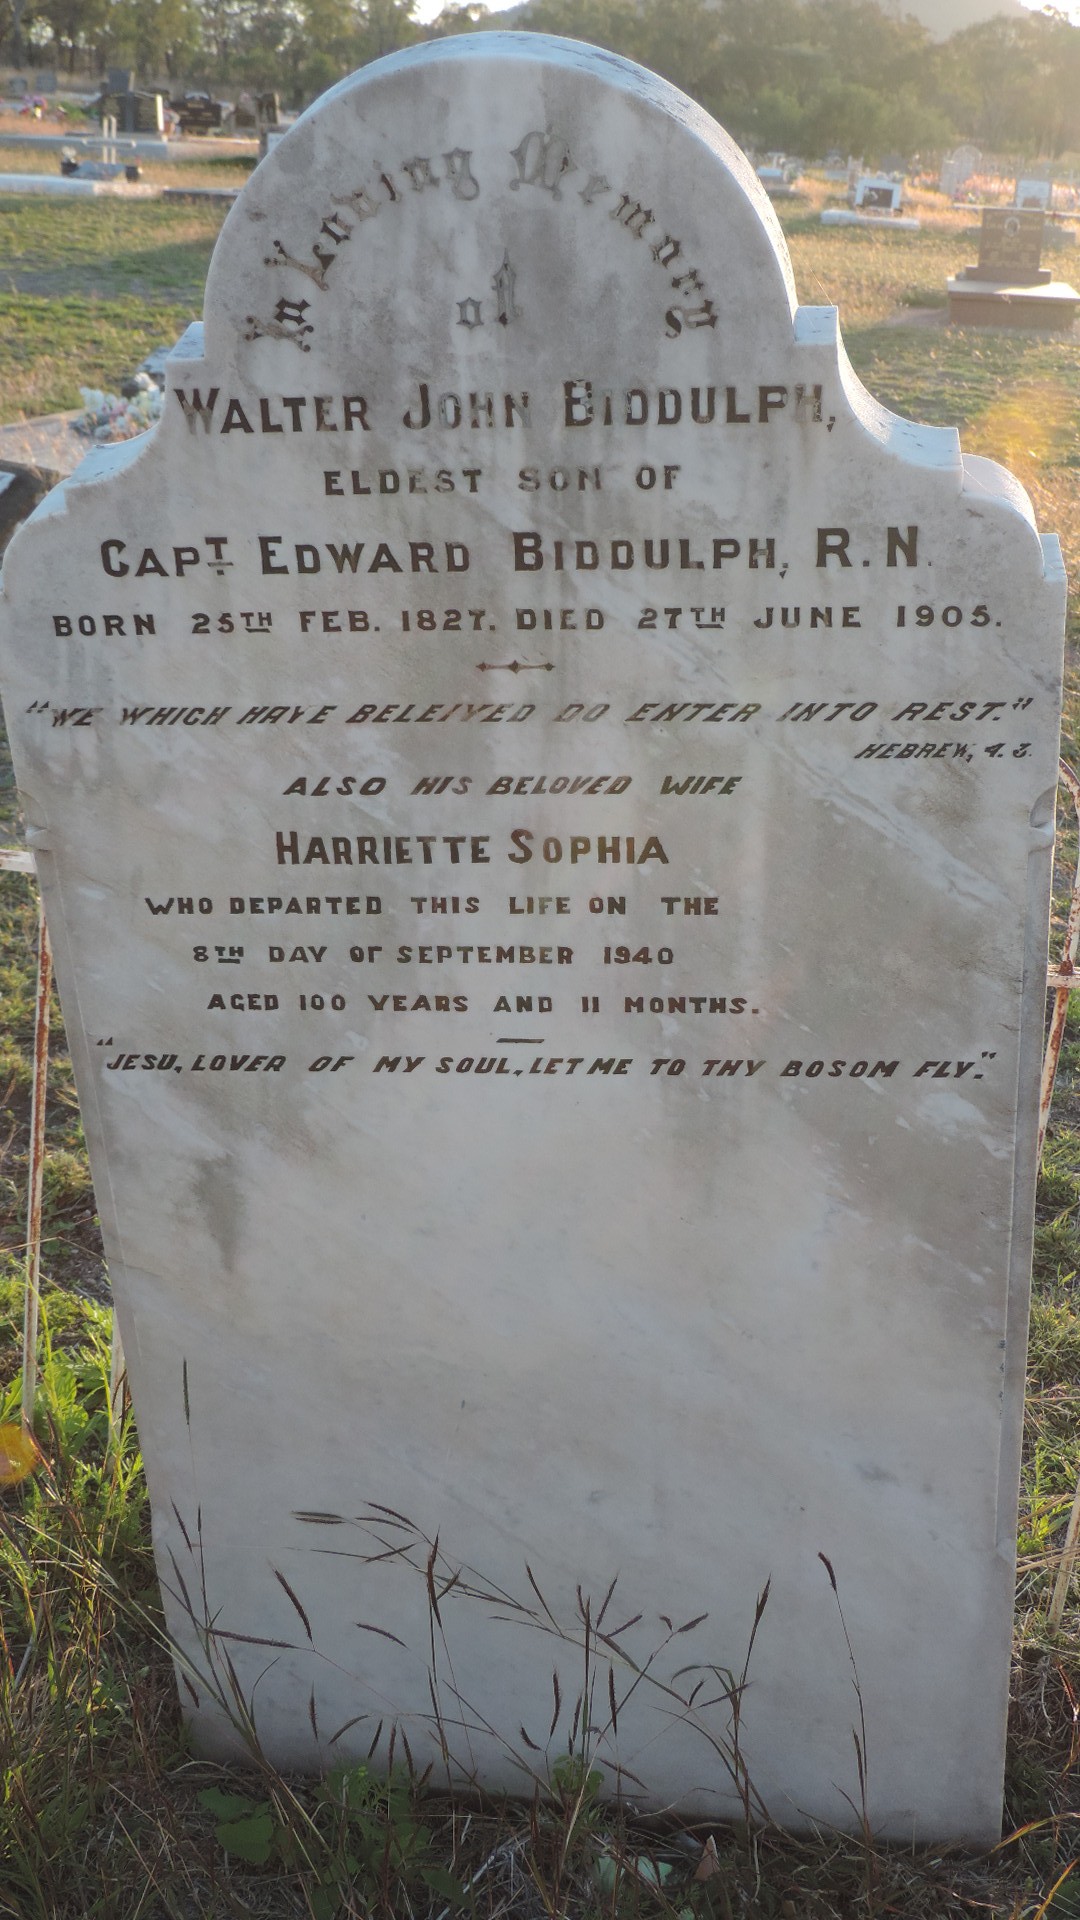 In Loving Memory
of
WALTER JOHN BIDDULPH,
ELDEST SON OF
CAPT. EDWARD BIDDULPH, R.N.
BORN 25TH FEB. 1827. DIED 27TH JUNE 1905.
"WE WHICH HAVE BELEIVED DO ENTER INTO REST."
HEBREW, 4. 3.
ALSO HIS BELOVED WIFE
HARRIETTE SOPHIA
WHO DEPARTED THIS LIFE ON THE
8TH DAY OF SEPTEMBER 1940
AGED 100 YEARS AND 11 MONTHS.
"JESU, LOVER OF MY SOUL, LET ME TO THY BOSOM FLY."